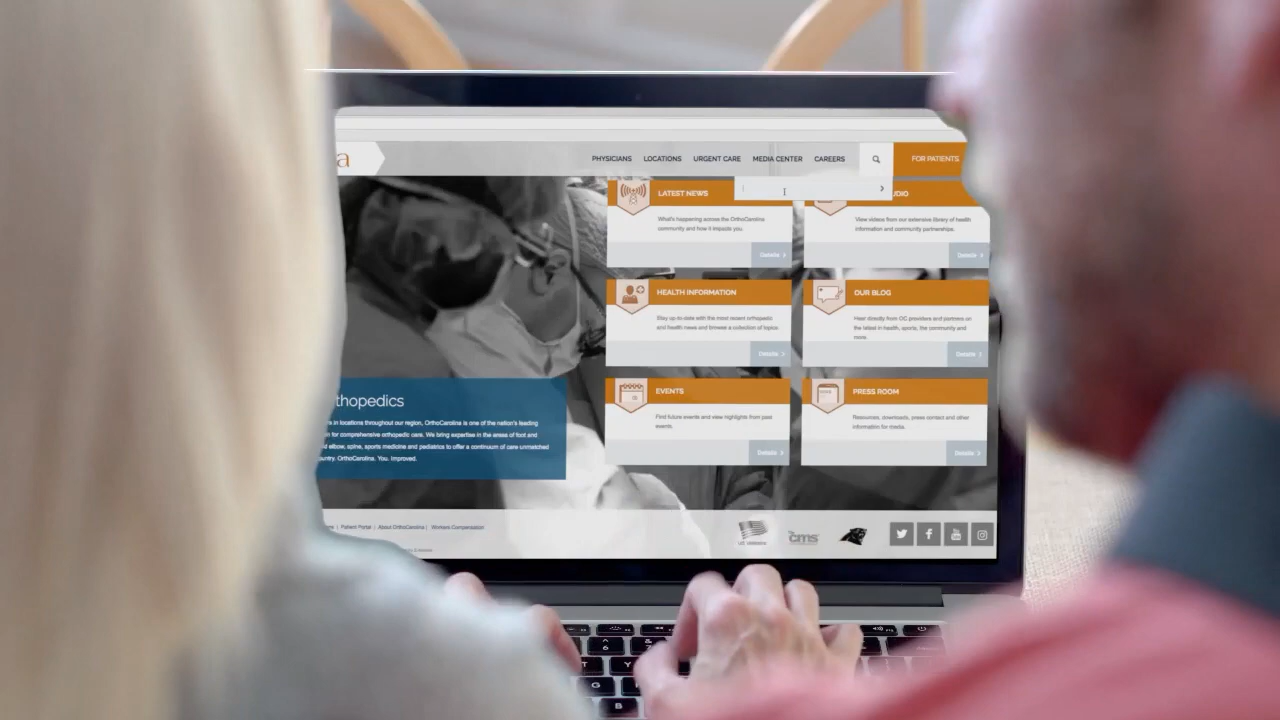 a
PHYSICIANS LOCATIONS URGENT CARE MEDIA CENTER CAREERS FOR PATIENTS
LATEST NEWS
What's happening across the OrthoCarolina
community and how it impacts you.
Details
UDIO
View videos from our extensive library of health
information and community partnerships.
Details
HEALTH INFORMATION
Stay up-to-date with the most recent orthopedic
and health news and browse a collection of topics
Details
OUR BLOG
Hear directly from OC providers and partners on
the latest in health, sports, the community and
more.
Details
EVENTS
Find future events and view highlights from past
events.
Details
PRESS ROOM
Resources, downloads, press contact and other
information for media.
Details
thopedics
s in locations throughout our region, OrthoCarolina is one of the nation's leading
n for comprehensive orthopedic care. We bring expertise in the areas of foot and
d elbow, spine, sports medicine and pediatrics to offer a continuum of care unmatched
untry. OrthoCarolina. You. Improved.
| Patient Portal | About OrthoCarolina | Workers Compensation
cms
6
T Y
G
B